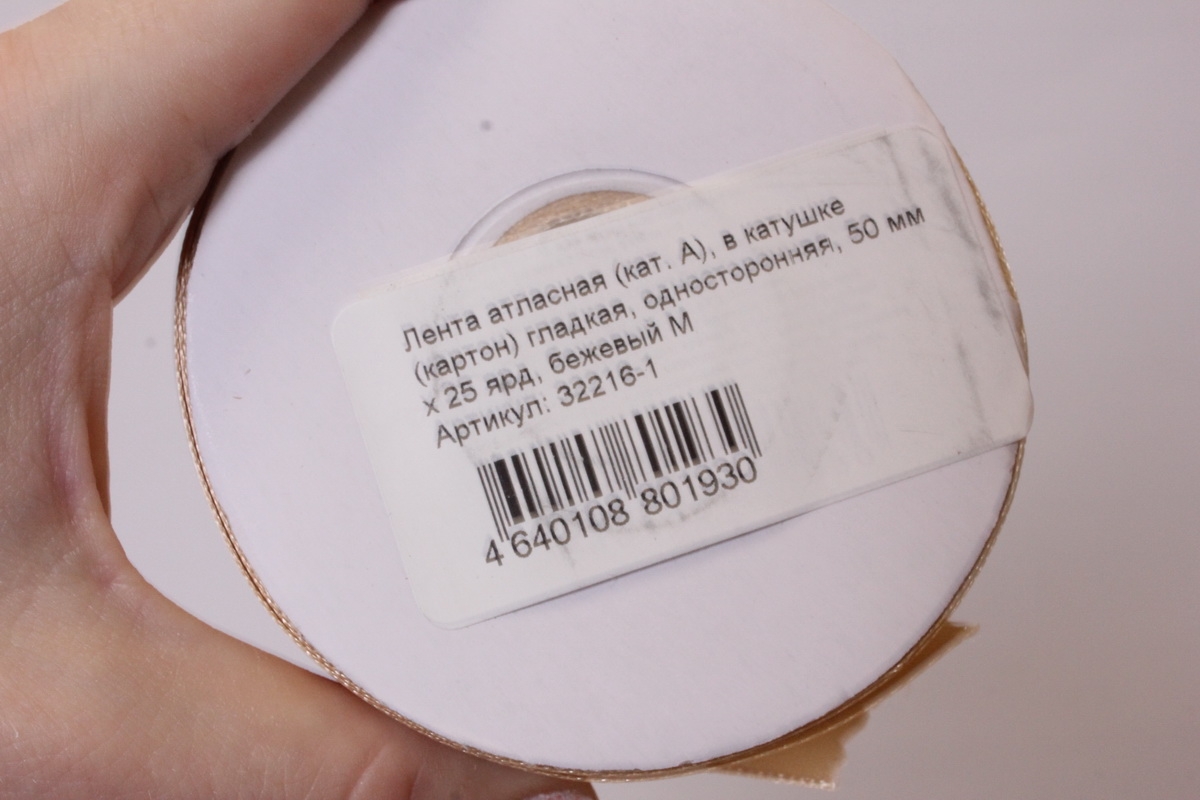 Лента атласная (кат. А), в катушке
(картон) гладкая, односторонняя, 50 мм
х 25 ярд, бежевый М
Артикул: 32216-1
4 640108 801930